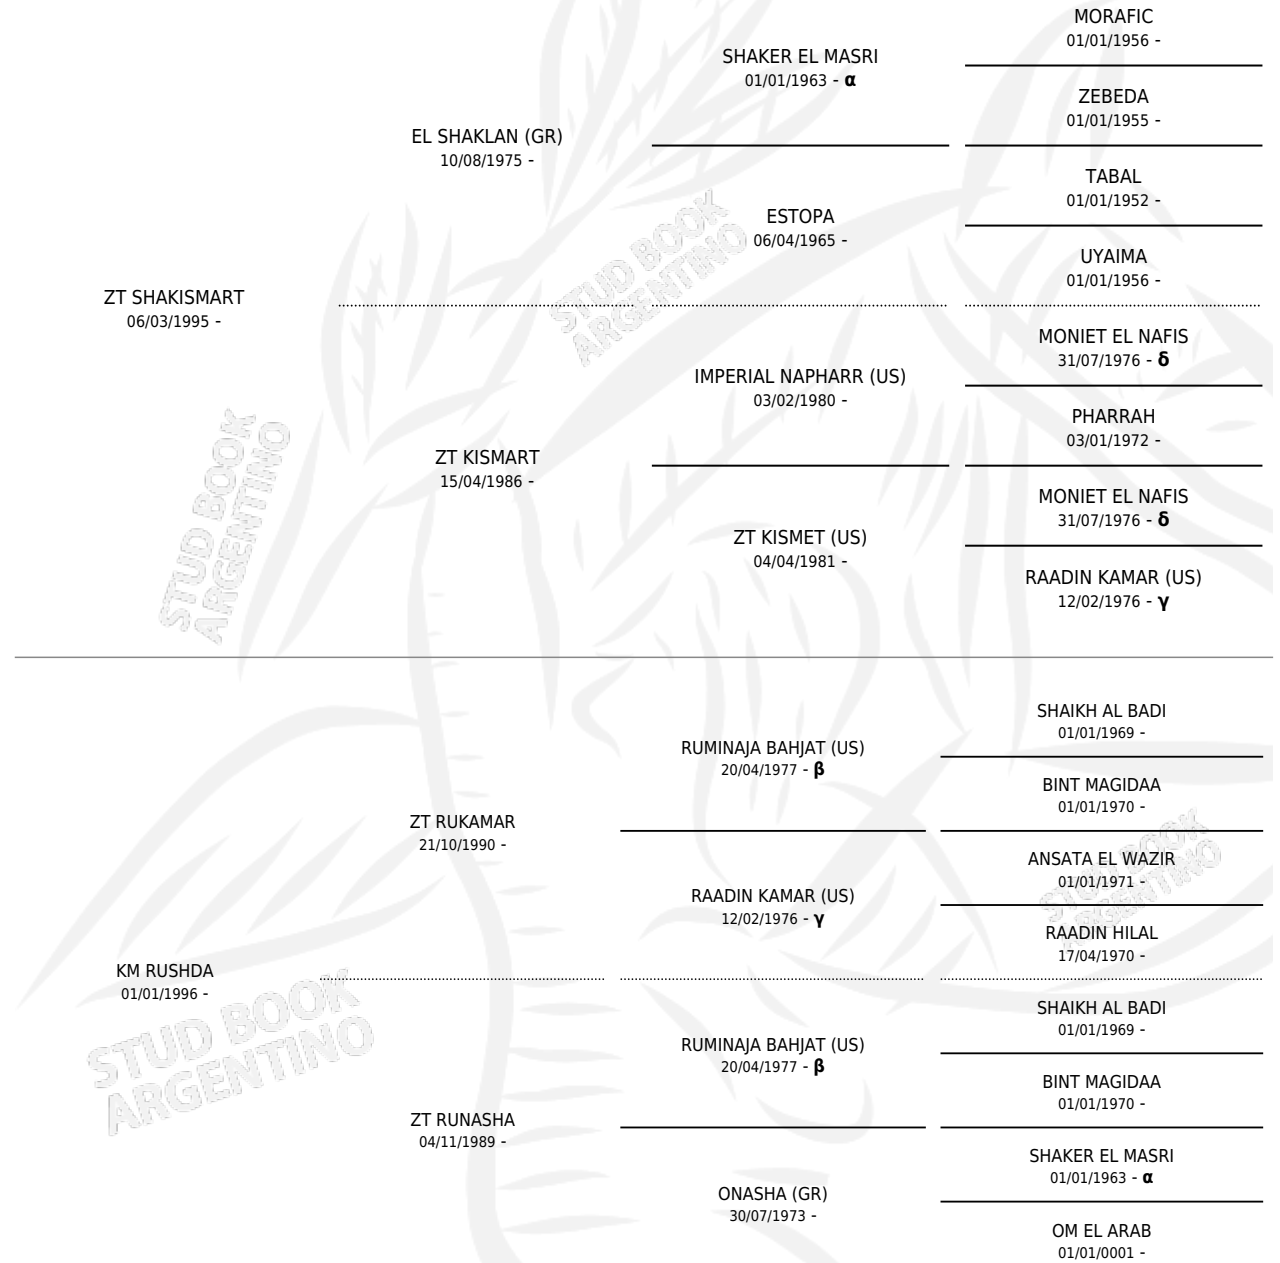 MORAFIC
01/01/1956 -
SHAKER EL MASRI
01/01/1963 - α
ZEBEDA
01/01/1955 -
EL SHAKLAN (GR)
10/08/1975 -
TABAL
01/01/1952 -
ESTOPA
06/04/1965 -
UYAIMA
01/01/1956 -
ZT SHAKISMART
06/03/1995 -
MONIET EL NAFIS
31/07/1976 - δ
IMPERIAL NAPHARR (US)
03/02/1980 -
PHARRAH
03/01/1972 -
ZT KISMART
15/04/1986 -
MONIET EL NAFIS
31/07/1976 - δ
ZT KISMET (US)
04/04/1981 -
RAADIN KAMAR (US)
12/02/1976 - γ
SHAIKH AL BADI
01/01/1969 -
RUMINAJA BAHJAT (US)
20/04/1977 - β
BINT MAGIDAA
01/01/1970 -
ZT RUKAMAR
21/10/1990 -
ANSATA EL WAZIR
01/01/1971 -
RAADIN KAMAR (US)
12/02/1976 - γ
RAADIN HILAL
17/04/1970 -
KM RUSHDA
01/01/1996 -
SHAIKH AL BADI
01/01/1969 -
RUMINAJA BAHJAT (US)
20/04/1977 - β
BINT MAGIDAA
01/01/1970 -
ZT RUNASHA
04/11/1989 -
SHAKER EL MASRI
01/01/1963 - α
ONASHA (GR)
30/07/1973 -
OM EL ARAB
01/01/0001 -
STUD BOOK
ARGENTINO
STUD BOOK
ARGENTINO
STUD BOOK
ARGENTINO
STUD BOOK
ARGENTINO